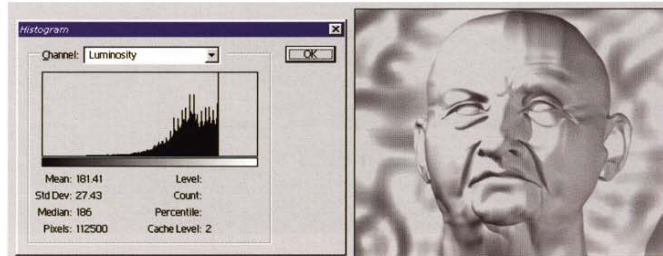 Histogram
Channel: Luminosity
OK
Mean: 181.41 Level:
Std Dev: 27.43 Count:
Median: 186 Percentile:
Pixels: 112500 Cache Level: 2